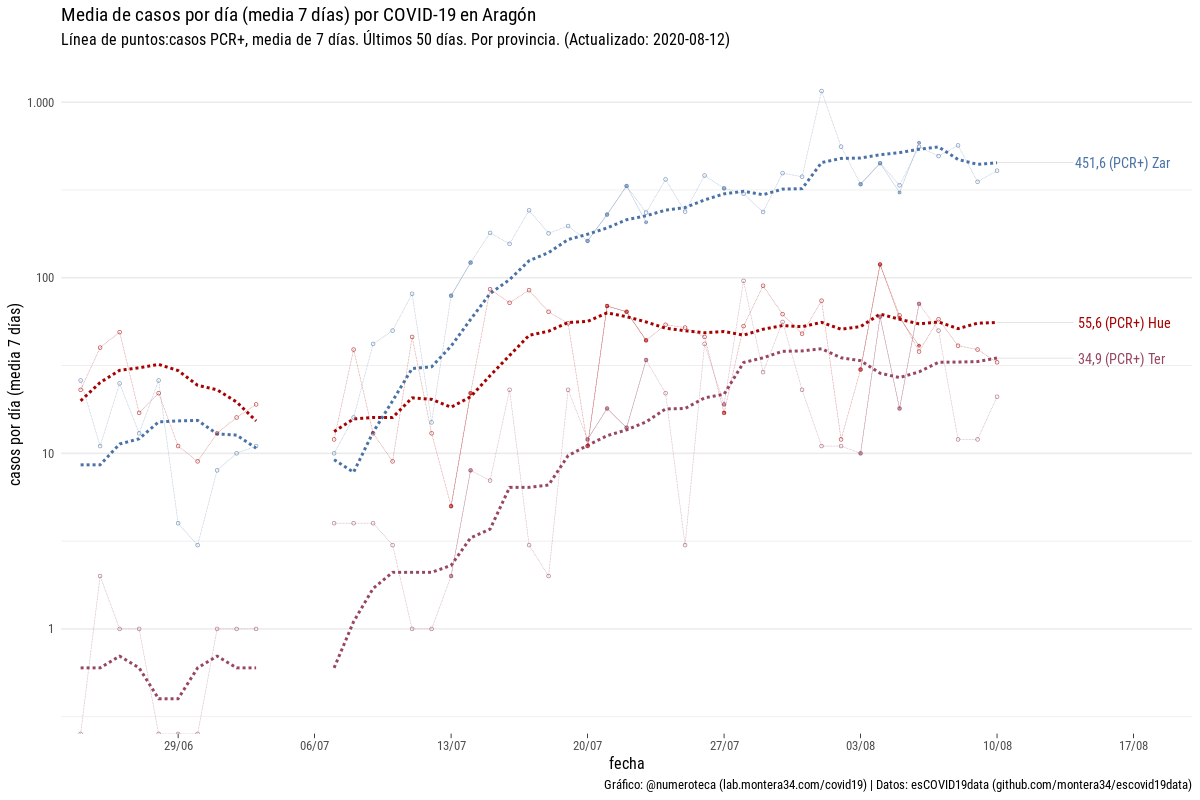 Media de casos por día (media 7 días) por COVID-19 en Aragón
Línea de puntos:casos PCR+, media de 7 días. Últimos 50 días. Por provincia. (Actualizado: 2020-08-12)
casos por día (media 7 días)
1.000
100
10
1
451,6 (PCR+) Zar
55,6 (PCR+) Hue
34,9 (PCR+) Ter
29/06
06/07
13/07
20/07
27/07
03/08
10/08
17/08
fecha
Gráfico: @numeroteca (lab.montera34.com/covid19) | Datos: esCOVID19data (github.com/montera34/escovid19data)